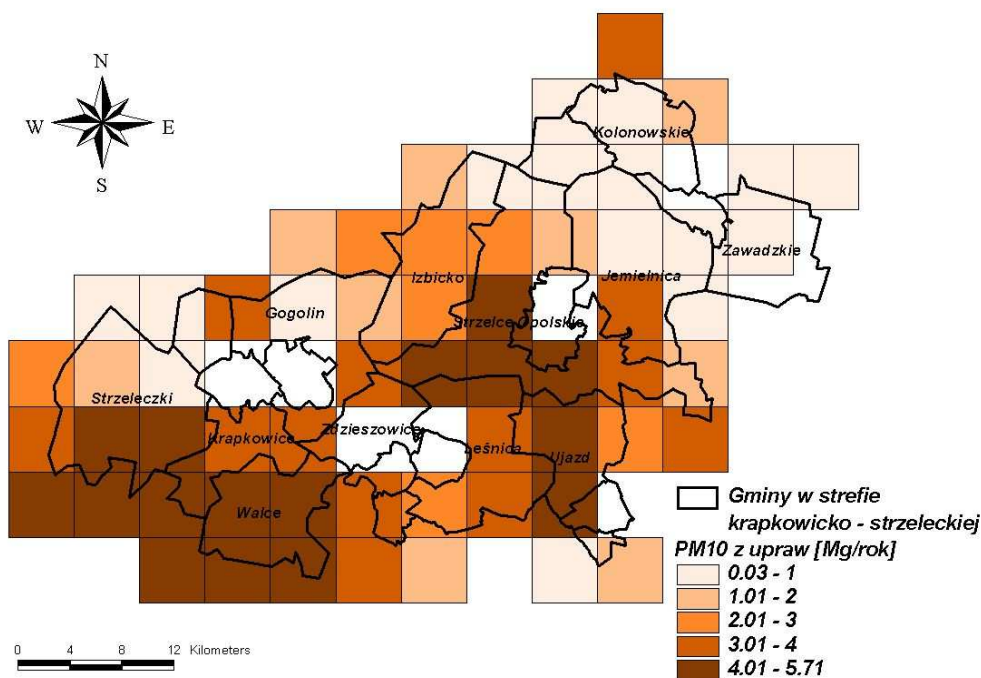 N
W E
S
Kolonowskie
Zawadzkie
Izbicko
Jemielnica
Gogolin
Strzelce Opolskie
Strzeleczki
Krapkowice
Zdzieszowice
Leśnica
Ujazd
Walce
Gminy w strefie
krapkowicko - strzeleckiej
PM10 z upraw [Mg/rok]
0.03 - 1
1.01 - 2
2.01 - 3
3.01 - 4
4.01 - 5.71
0 4 8 12 Kilometers